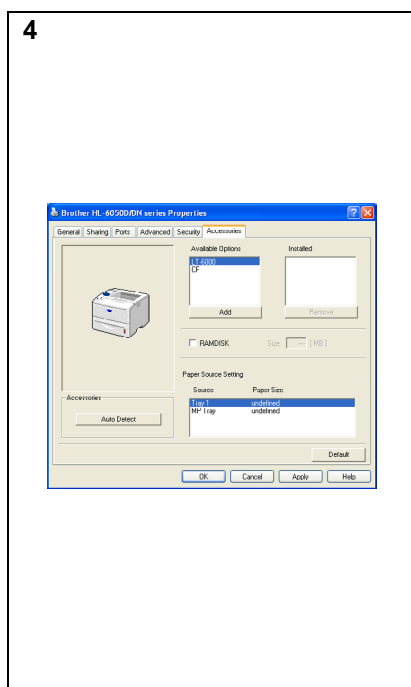 4
Brother HL-6050D/DN series Properties
General Sharing Ports Advanced Security Accessories
Available Options Installed
LT-6000
CF
Add Remove
RAMDISK Size --- [MB]
Paper Source Setting
Source Paper Size
Accessories
Tray 1 undefined
MP Tray undefined
Auto Detect
Default
OK Cancel Apply Help